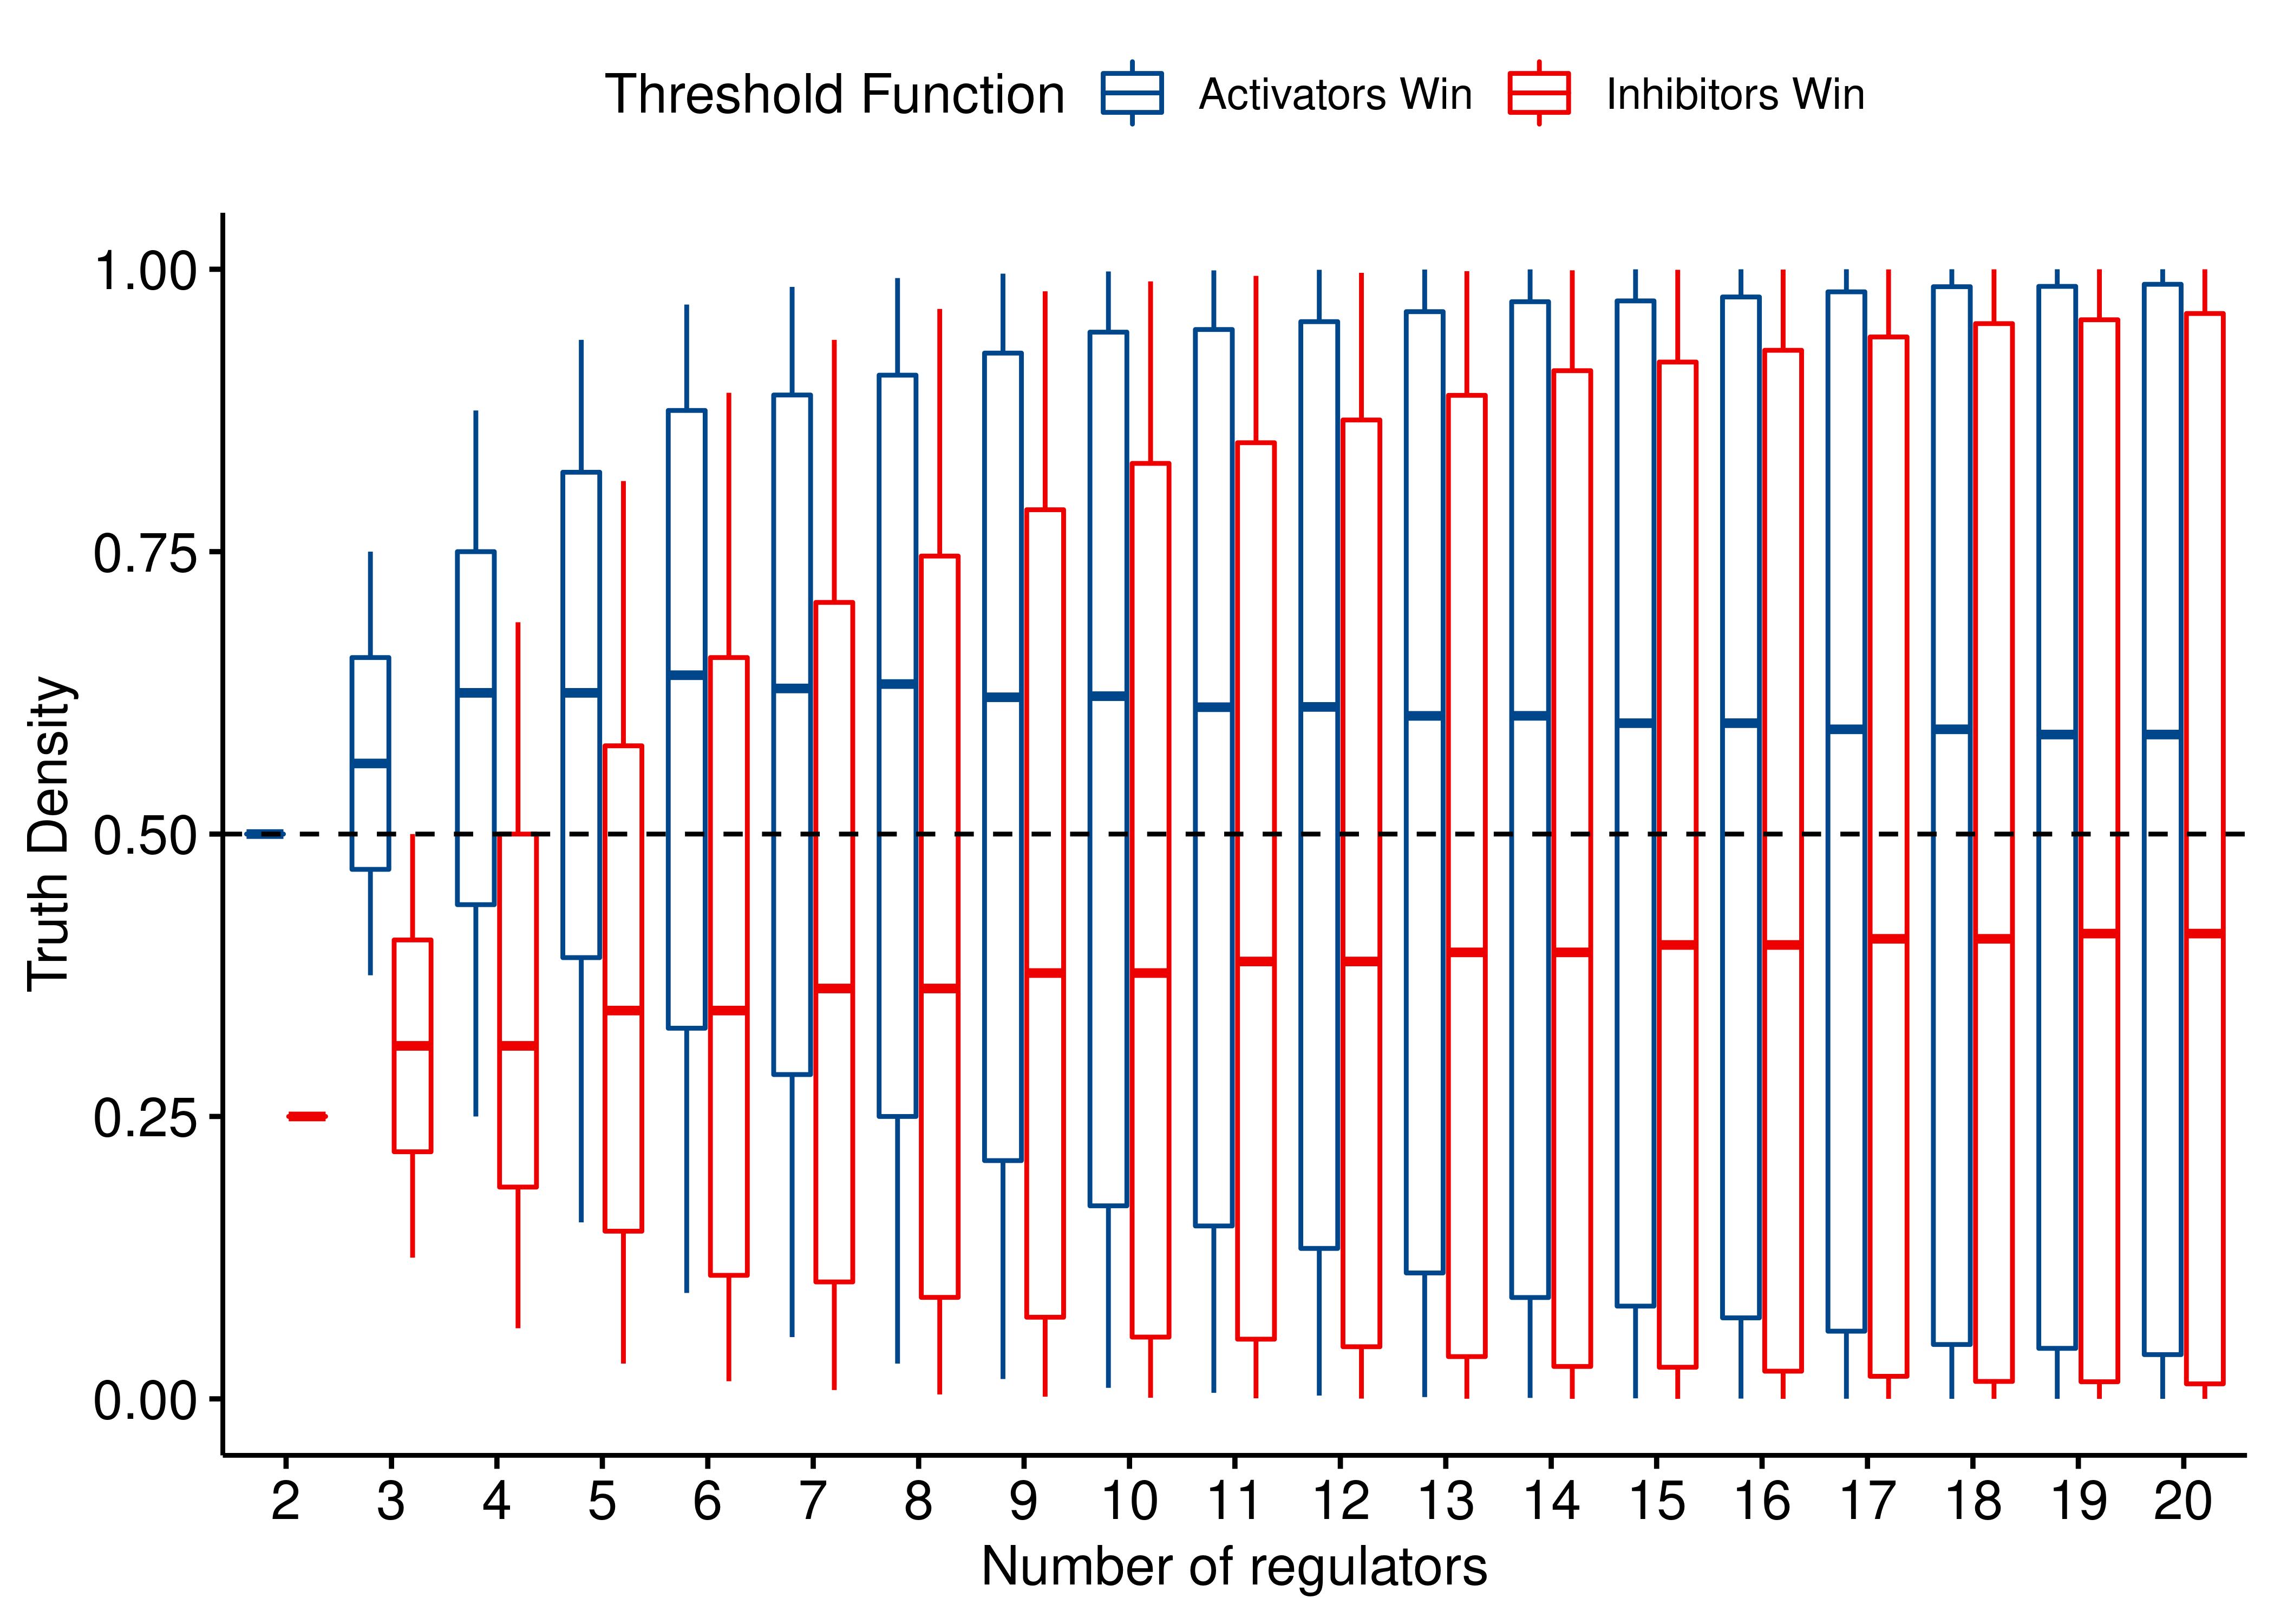 Threshold Function Activators Win Inhibitors Win
Truth Density
1.00
0.75
0.50
0.25
0.00
2 3 4 5 6 7 8 9 10 11 12 13 14 15 16 17 18 19 20
Number of regulators